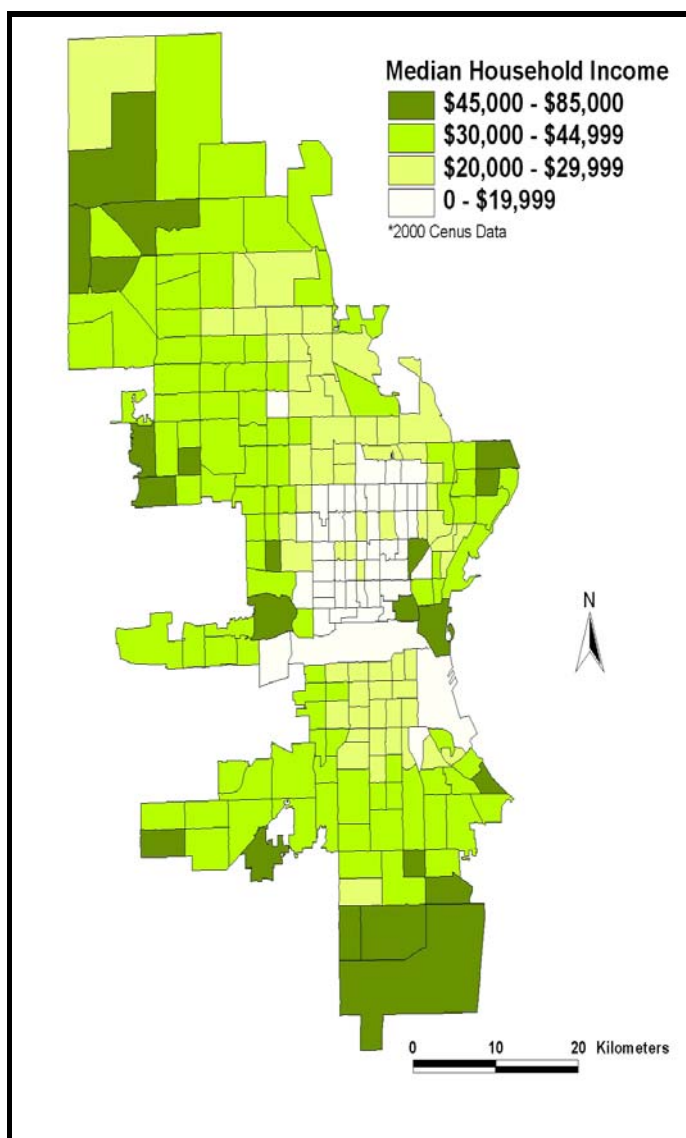 Median Household Income
$45,000 - $85,000
$30,000 - $44,999
$20,000 - $29,999
0 - $19,999
*2000 Cenus Data
N
0 10 20 Kilometers